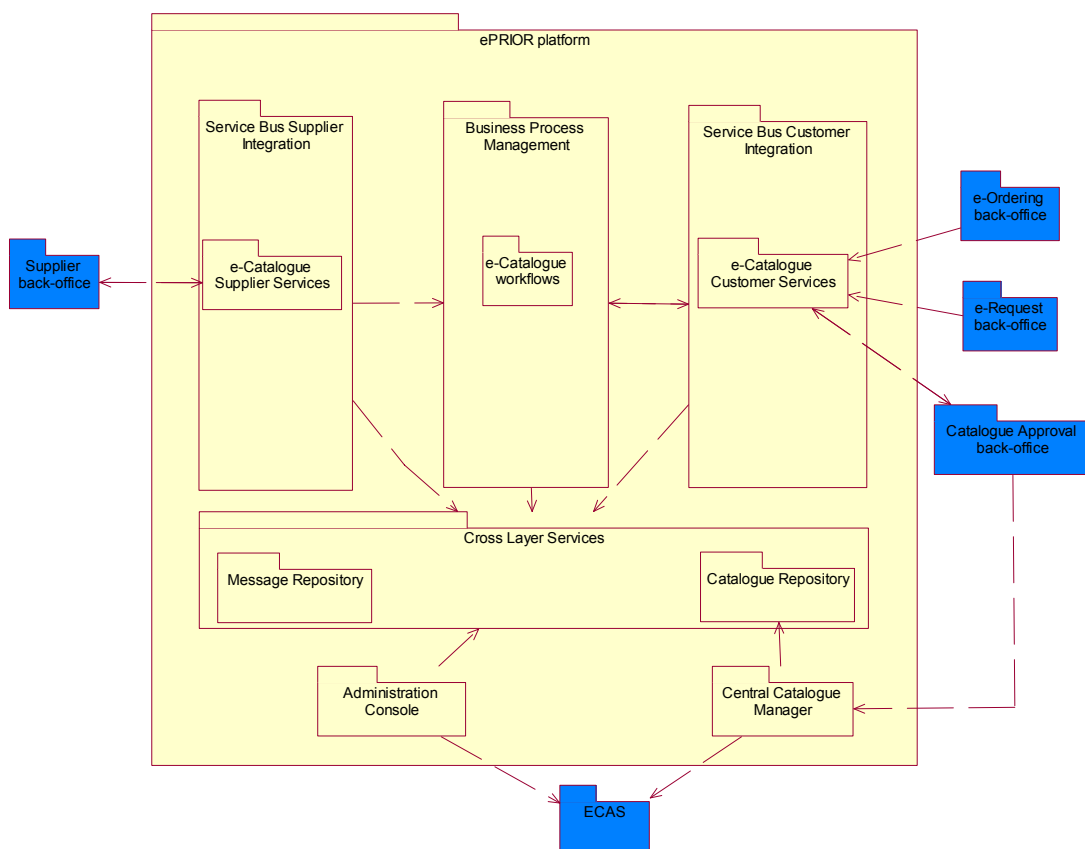 ePRIOR platform
Service Bus Supplier
Integration
Business Process
Management
Service Bus Customer
Integration
e-Ordering
back-office
Supplier
back-office
e-Catalogue
Supplier Services
e-Catalogue
workflows
e-Catalogue
Customer Services
e-Request
back-office
Catalogue Approval
back-office
Cross Layer Services
Message Repository
Catalogue Repository
Administration
Console
Central Catalogue
Manager
ECAS